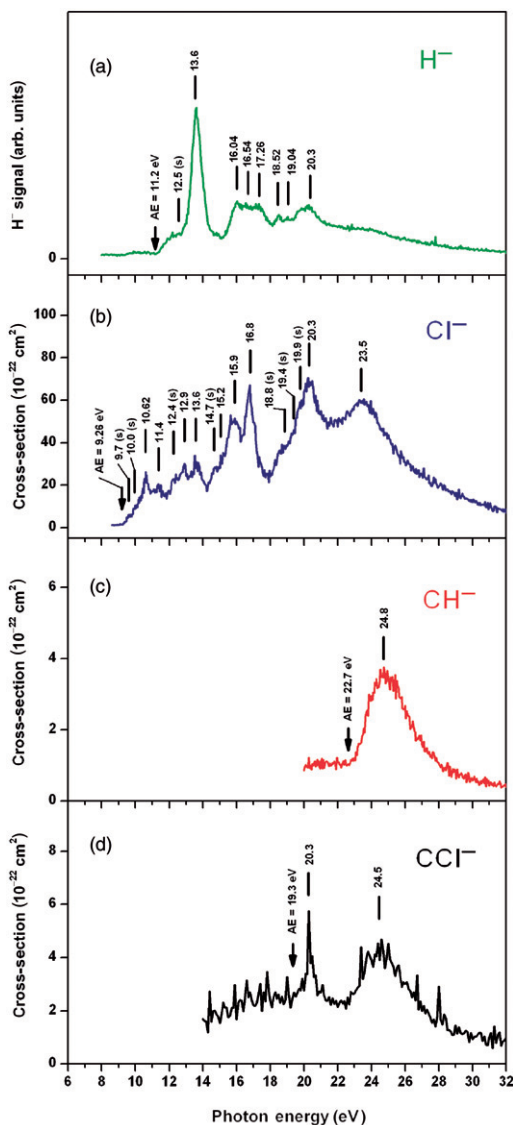 (a)
H⁻
H⁻ signal (arb. units)
0
AE = 11.2 eV
12.5 (s)
13.6
16.04
16.54
17.26
18.52
19.04
20.3
(b)
Cl⁻
Cross-section (10⁻²² cm²)
100
80
60
40
20
0
AE = 9.26 eV
9.7 (s)
10.0 (s)
10.62
11.4
12.4 (s)
12.9
13.6
14.7 (s)
15.2
15.9
16.8
18.8 (s)
19.4 (s)
19.9 (s)
20.3
23.5
(c)
CH⁻
Cross-section (10⁻²² cm²)
6
4
2
0
AE = 22.7 eV
24.8
(d)
CCl⁻
Cross-section (10⁻²² cm²)
8
6
4
2
0
AE = 19.3 eV
20.3
24.5
6 8 10 12 14 16 18 20 22 24 26 28 30 32
Photon energy (eV)